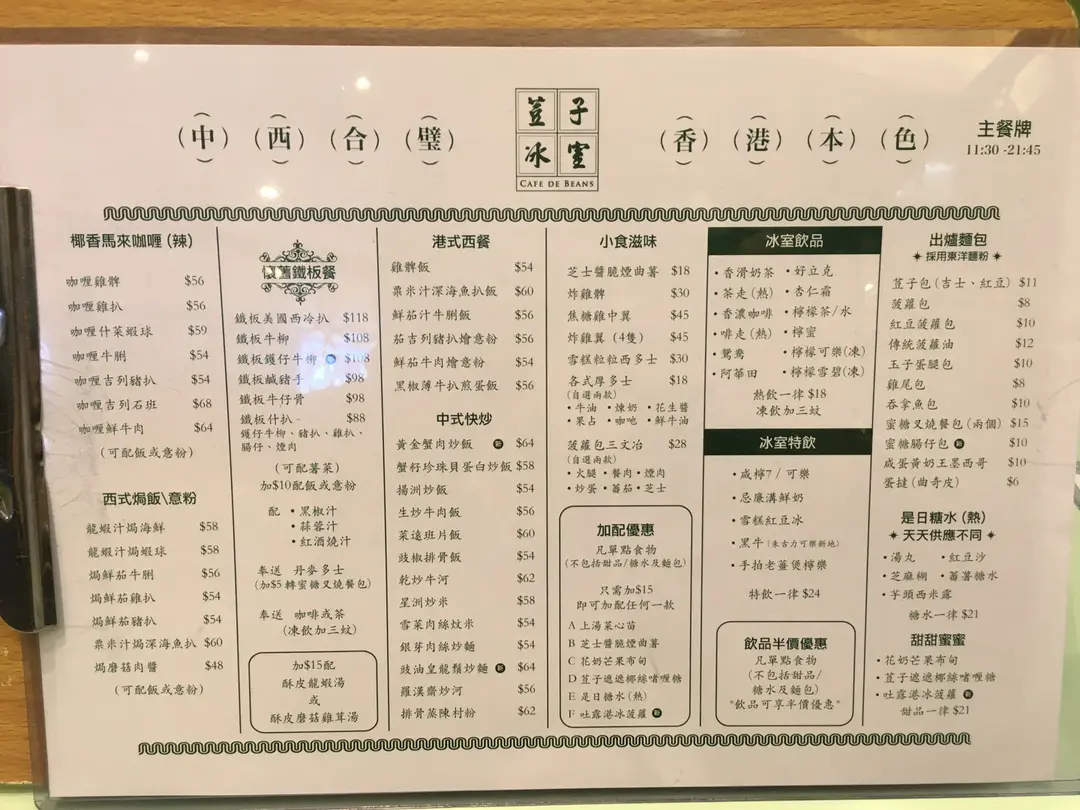 (中)(西)(合)(璧)
荳子
冰室
CAFE DE BEANS
(香)(港)(本)(色)
主餐牌
11:30 -21:45
椰香馬來咖喱(辣)
咖喱雞髀 $56
咖喱雞扒 $56
咖喱什菜蝦球 $59
咖喱牛脷 $54
咖喱吉列豬扒 $54
咖喱吉列石班 $68
咖喱鮮牛肉 $64
(可配飯或意粉)
西式焗飯\意粉
龍蝦汁焗海鮮 $58
龍蝦汁焗蝦球 $58
焗鮮茄牛脷 $56
焗鮮茄雞扒 $54
焗鮮茄豬扒 $54
粟米汁焗深海魚扒 $60
焗磨菇肉醬 $48
(可配飯或意粉)
懷舊鐵板餐
鐵板美國西冷扒 $118
鐵板牛柳 $108
鐵板鑊仔牛柳 $108
鐵板鹹豬手 $98
鐵板牛仔骨 $98
鐵板什扒- $88
鑊仔牛柳、豬扒、雞扒、
腸仔、煙肉
(可配薯菜)
加$10配飯或意粉
配 •黑椒汁
•蒜蓉汁
•紅酒燒汁
奉送 丹麥多士
(加$5轉蜜糖叉燒餐包)
奉送 咖啡或茶
(凍飲加三蚊)
加$15配
酥皮龍蝦湯
或
酥皮磨菇雞茸湯
港式西餐
雞髀飯 $54
粟米汁深海魚扒飯 $60
鮮茄汁牛脷飯 $56
茄吉列豬扒燴意粉 $54
鮮茄牛肉燴意粉 $54
黑椒薄牛扒煎蛋飯 $56
中式快炒
黃金蟹肉炒飯 新 $64
蟹籽珍珠貝蛋白炒飯 $58
揚洲炒飯 $54
生炒牛肉飯 $56
菜遠班片飯 $60
豉椒排骨飯 $54
乾炒牛河 $62
星洲炒米 $58
雪菜肉絲炆米 $54
銀芽肉絲炒麵 $54
豉油皇龍鬚炒麵 新 $64
羅漢齋炒河 $56
排骨蒸陳村粉 $62
小食滋味
芝士醬脆煙曲薯 $18
炸雞髀 $30
焦糖雞中翼 $45
炸雞翼 (4隻) $45
雪糕粒粒西多士 $30
各式厚多士 $18
(自選兩款)
•牛油 •煉奶 •花生醬
•果占 •咖吔 •鮮牛油
菠蘿包三文冶 $28
(自選兩款)
•火腿 •餐肉 •煙肉
•炒蛋 •蕃茄 •芝士
加配優惠
凡單點食物
(不包括甜品/糖水及麵包)
只需加$15
即可加配任何一款
A 上湯菜心苗
B 芝士醬脆煙曲薯
C 花奶芒果布甸
D 荳子遮遮椰絲啫喱糖
E 是日糖水(熱)
F 吐露港冰菠蘿 新
冰室飲品
•香滑奶茶 •好立克
•茶走(熱) •杏仁霜
•香濃咖啡 •檸檬茶/水
•啡走(熱) •檸蜜
•鴛鴦 •檸檬可樂(凍)
•阿華田 •檸檬雪碧(凍)
熱飲一律 $18
凍飲加三蚊
冰室特飲
•咸檸7 / 可樂
•忌廉溝鮮奶
•雪糕紅豆冰
•黑牛(朱古力可樂新地)
•手拍老薑煲檸樂
特飲一律 $24
飲品半價優惠
凡單點食物
(不包括甜品/
糖水及麵包)
"飲品可享半價優惠"
出爐麵包
✦採用東洋麵粉✦
荳子包(吉士、紅豆) $11
菠蘿包 $8
紅豆菠蘿包 $10
傳統菠蘿油 $12
玉子蛋腿包 $10
雞尾包 $8
吞拿魚包 $10
蜜糖叉燒餐包(兩個) $15
蜜糖腸仔包 新 $10
咸蛋黃奶王墨西哥 $10
蛋撻(曲奇皮) $6
是日糖水(熱)
✦天天供應不同✦
•湯丸 •紅豆沙
•芝麻糊 •蕃薯糖水
•芋頭西米露
糖水一律 $21
甜甜蜜蜜
•花奶芒果布甸
•荳子遮遮椰絲啫喱糖
•吐露港冰菠蘿 新
甜品一律 $21